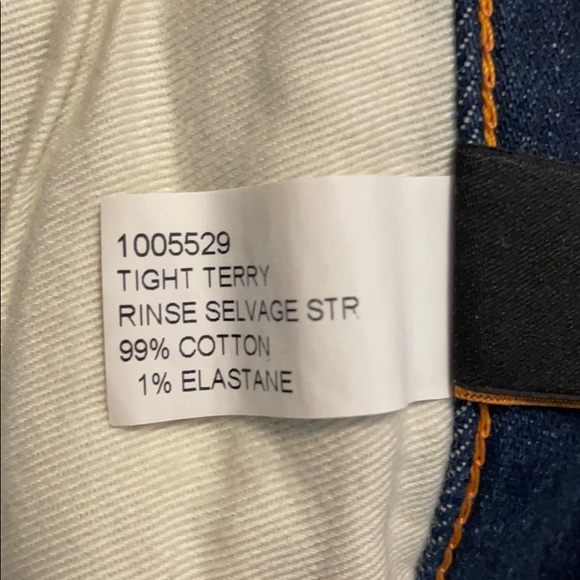 1005529
TIGHT TERRY
RINSE SELVAGE STR
99% COTTON
1% ELASTANE